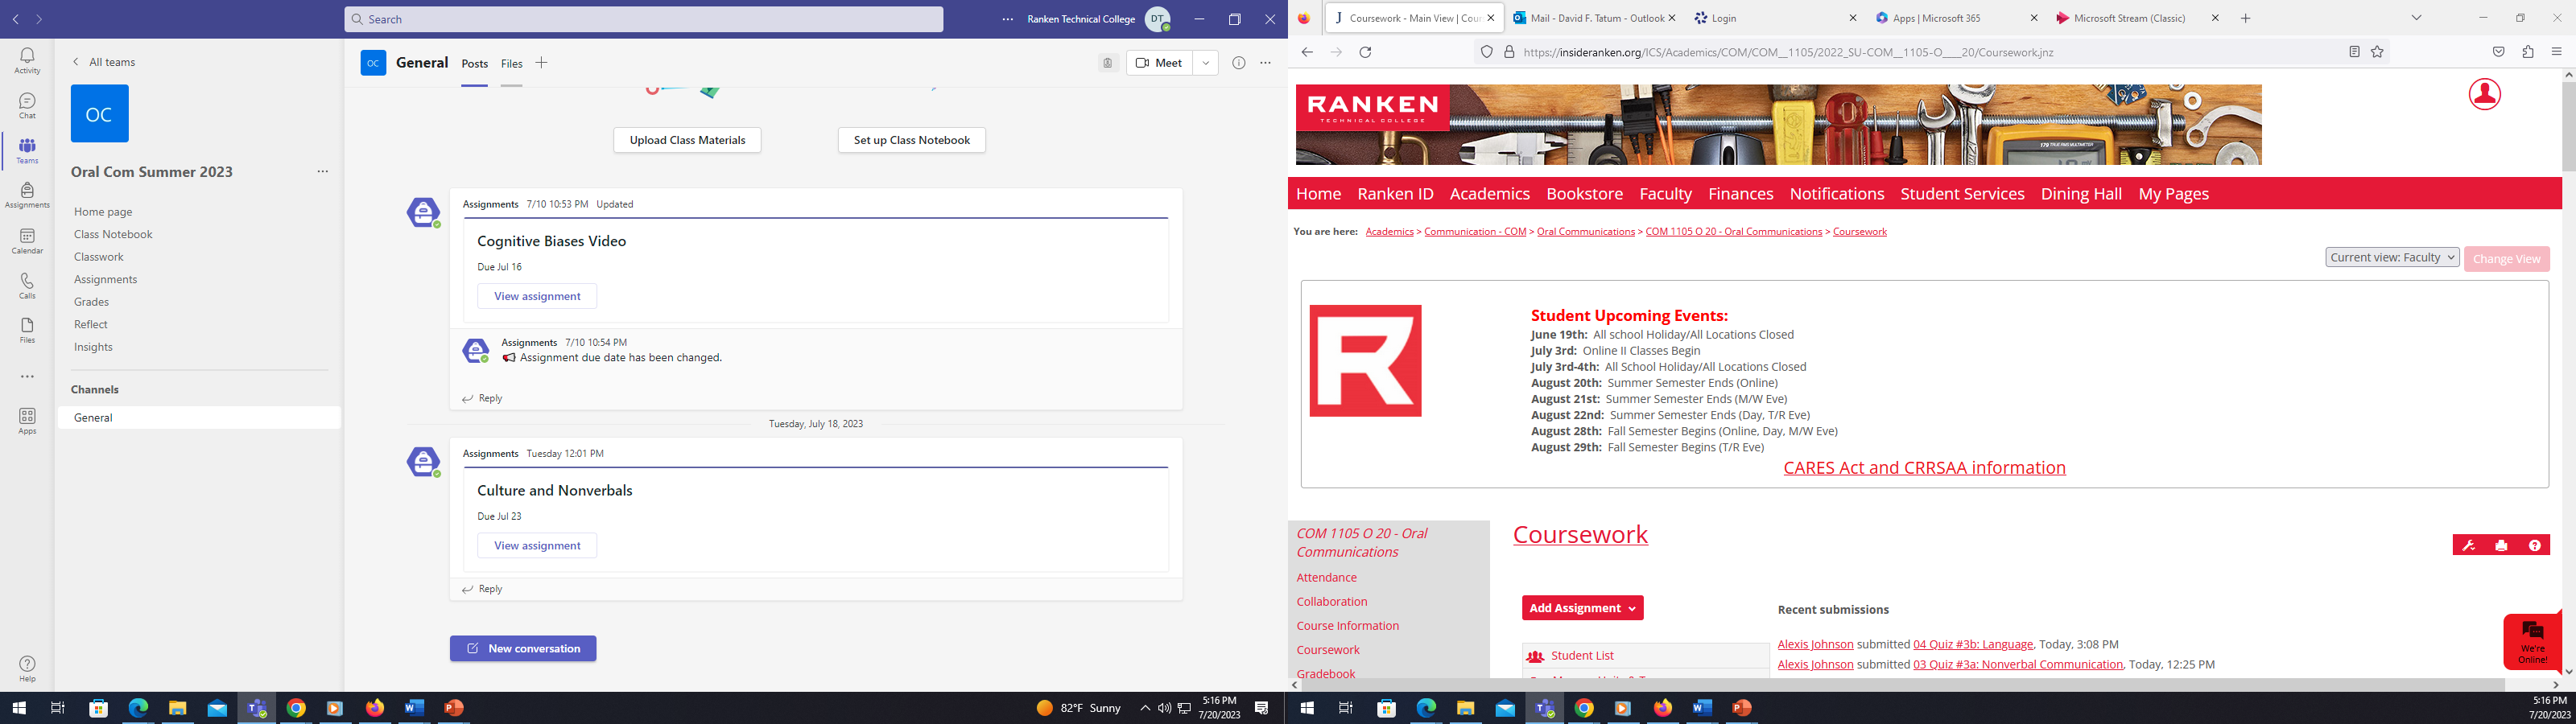 Search
Ranken Technical College
DT
Activity
Chat
Teams
Assignments
Calendar
Calls
Files
Apps
Help
All teams
OC
Oral Com Summer 2023
Home page
Class Notebook
Classwork
Assignments
Grades
Reflect
Insights
Channels
General
OC
General
Posts
Files
Meet
Upload Class Materials
Set up Class Notebook
Assignments 7/10 10:53 PM Updated
Cognitive Biases Video
Due Jul 16
View assignment
Assignments 7/10 10:54 PM
Assignment due date has been changed.
Reply
Tuesday, July 18, 2023
Assignments Tuesday 12:01 PM
Culture and Nonverbals
Due Jul 23
View assignment
Reply
New conversation
82°F Sunny
5:16 PM
7/20/2023
Coursework - Main View | Cour
Mail - David F. Tatum - Outlook
Login
Apps | Microsoft 365
Microsoft Stream (Classic)
https://insideranken.org/ICS/Academics/COM/COM__1105/2022_SU-COM__1105-O____20/Coursework.jnz
RANKEN
TECHNICAL COLLEGE
179 TRUE RMS MULTIMETER
Home Ranken ID Academics Bookstore Faculty Finances Notifications Student Services Dining Hall My Pages
You are here: Academics > Communication - COM > Oral Communications > COM 1105 O 20 - Oral Communications > Coursework
Current view: Faculty
Change View
R
Student Upcoming Events:
June 19th: All school Holiday/All Locations Closed
July 3rd: Online II Classes Begin
July 3rd-4th: All School Holiday/All Locations Closed
August 20th: Summer Semester Ends (Online)
August 21st: Summer Semester Ends (M/W Eve)
August 22nd: Summer Semester Ends (Day, T/R Eve)
August 28th: Fall Semester Begins (Online, Day, M/W Eve)
August 29th: Fall Semester Begins (T/R Eve)
CARES Act and CRRSAA information
COM 1105 O 20 - Oral
Communications
Attendance
Collaboration
Course Information
Coursework
Gradebook
Coursework
Add Assignment
Student List
Recent submissions
Alexis Johnson submitted 04 Quiz #3b: Language. Today, 3:08 PM
Alexis Johnson submitted 03 Quiz #3a: Nonverbal Communication. Today, 12:25 PM
We're
Online!
5:16 PM
7/20/2023